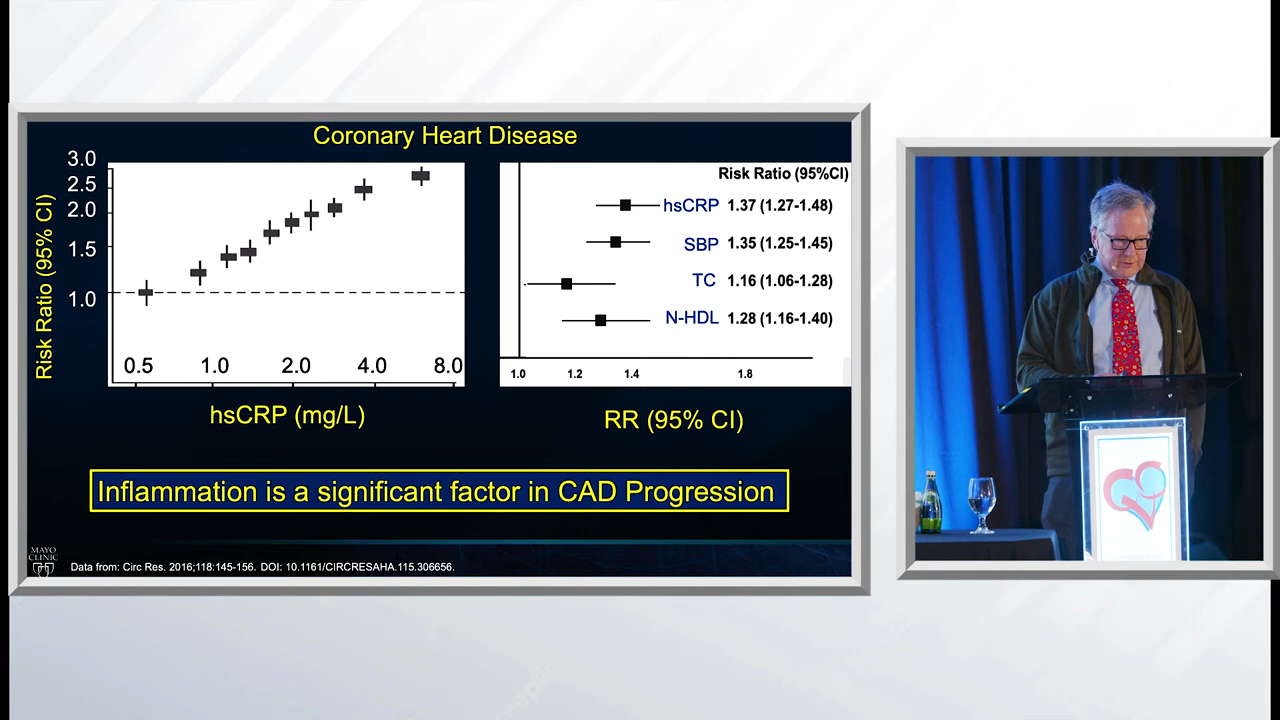 Coronary Heart Disease
3.0
2.5
2.0
1.5
1.0
Risk Ratio (95% CI)
0.5 1.0 2.0 4.0 8.0
hsCRP (mg/L)
Risk Ratio (95%CI)
hsCRP 1.37 (1.27-1.48)
SBP 1.35 (1.25-1.45)
TC 1.16 (1.06-1.28)
N-HDL 1.28 (1.16-1.40)
1.0 1.2 1.4 1.8
RR (95% CI)
Inflammation is a significant factor in CAD Progression
MAYO
CLINIC
Data from: Circ Res. 2016;118:145-156. DOI: 10.1161/CIRCRESAHA.115.306656.